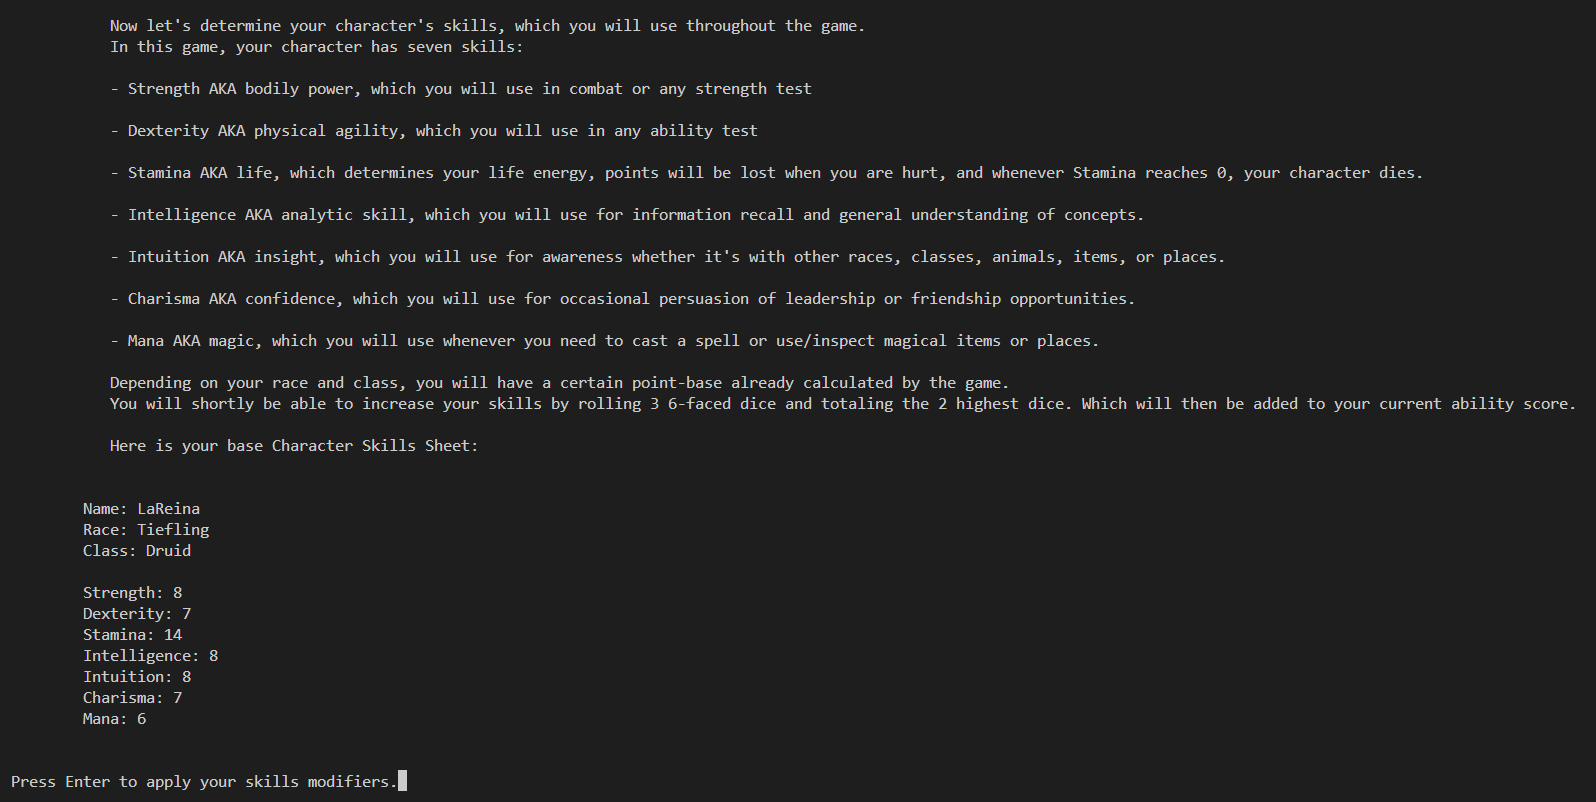 Now let's determine your character's skills, which you will use throughout the game.
In this game, your character has seven skills:
- Strength AKA bodily power, which you will use in combat or any strength test
- Dexterity AKA physical agility, which you will use in any ability test
- Stamina AKA life, which determines your life energy, points will be lost when you are hurt, and whenever Stamina reaches 0, your character dies.
- Intelligence AKA analytic skill, which you will use for information recall and general understanding of concepts.
- Intuition AKA insight, which you will use for awareness whether it's with other races, classes, animals, items, or places.
- Charisma AKA confidence, which you will use for occasional persuasion of leadership or friendship opportunities.
- Mana AKA magic, which you will use whenever you need to cast a spell or use/inspect magical items or places.
Depending on your race and class, you will have a certain point-base already calculated by the game.
You will shortly be able to increase your skills by rolling 3 6-faced dice and totaling the 2 highest dice. Which will then be added to your current ability score.
Here is your base Character Skills Sheet:
Name: LaReina
Race: Tiefling
Class: Druid
Strength: 8
Dexterity: 7
Stamina: 14
Intelligence: 8
Intuition: 8
Charisma: 7
Mana: 6
Press Enter to apply your skills modifiers.